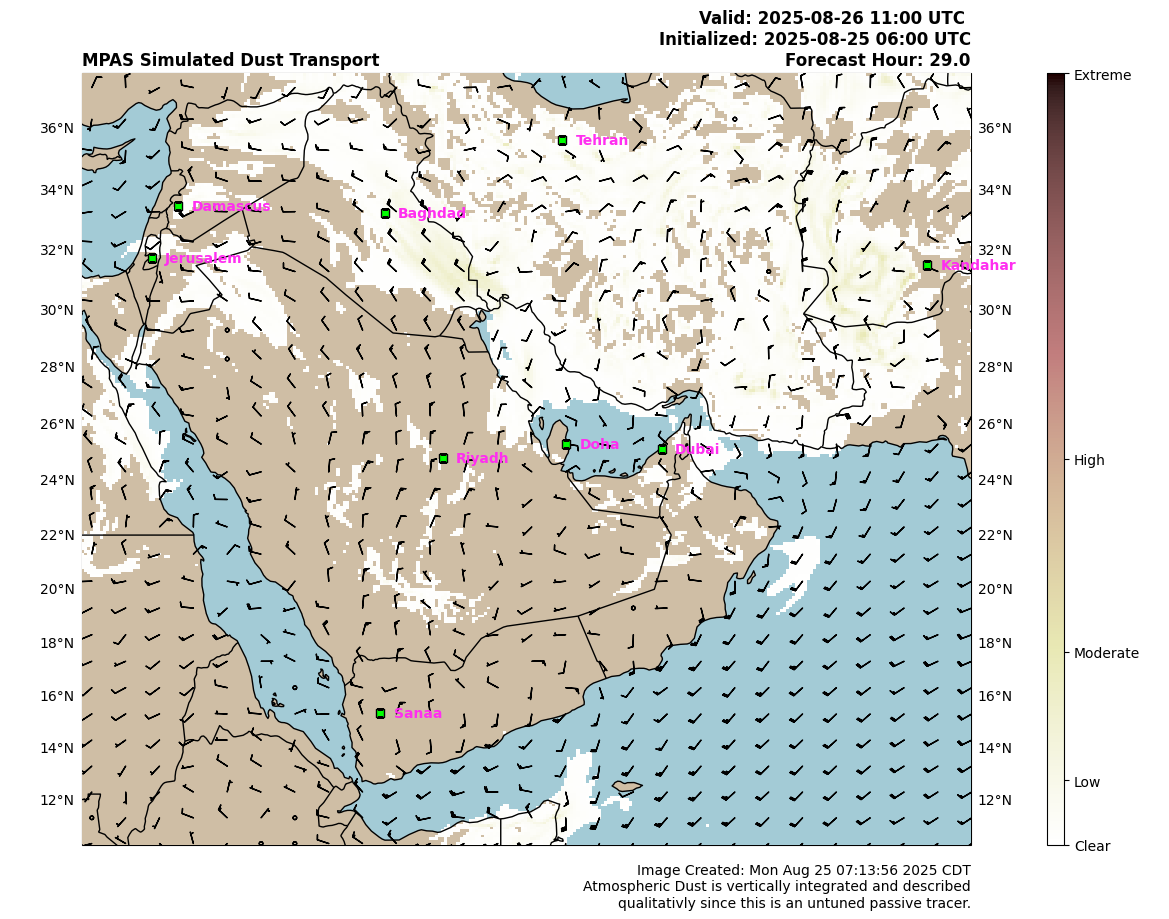 Valid: 2025-08-26 11:00 UTC
Initialized: 2025-08-25 06:00 UTC
MPAS Simulated Dust Transport Forecast Hour: 29.0
Extreme
36°N Tehran 36°N
34°N Damascus Baghdad 34°N
32°N Jerusalem 32°N Kandahar
30°N 30°N
28°N 28°N
26°N Doha Dubai 26°N
Riyadh High
24°N 24°N
22°N 22°N
20°N 20°N
18°N 18°N
Moderate
16°N 16°N
Sanaa
14°N 14°N
Low
12°N 12°N
Clear
Image Created: Mon Aug 25 07:13:56 2025 CDT
Atmospheric Dust is vertically integrated and described
qualitativly since this is an untuned passive tracer.